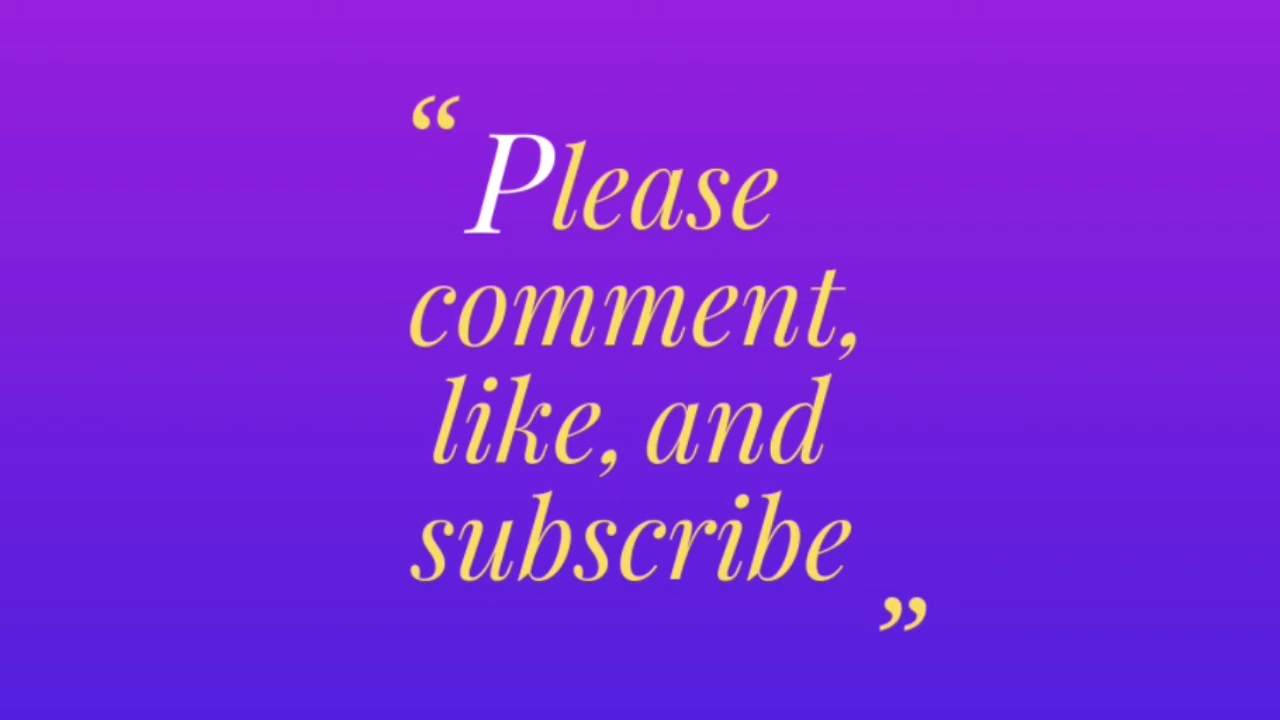 “Please
comment,
like, and
subscribe”